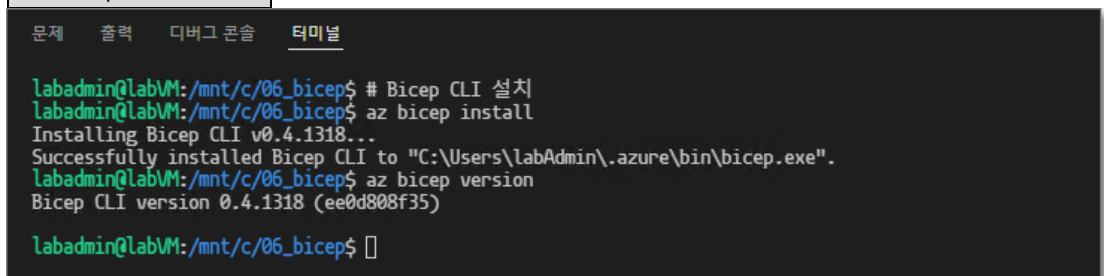 문제 출력 디버그 콘솔 터미널
labadmin@labVM:/mnt/c/06_bicep$ # Bicep CLI 설치
labadmin@labVM:/mnt/c/06_bicep$ az bicep install
Installing Bicep CLI v0.4.1318...
Successfully installed Bicep CLI to "C:\Users\labAdmin\.azure\bin\bicep.exe".
labadmin@labVM:/mnt/c/06_bicep$ az bicep version
Bicep CLI version 0.4.1318 (ee0d808f35)
labadmin@labVM:/mnt/c/06_bicep$